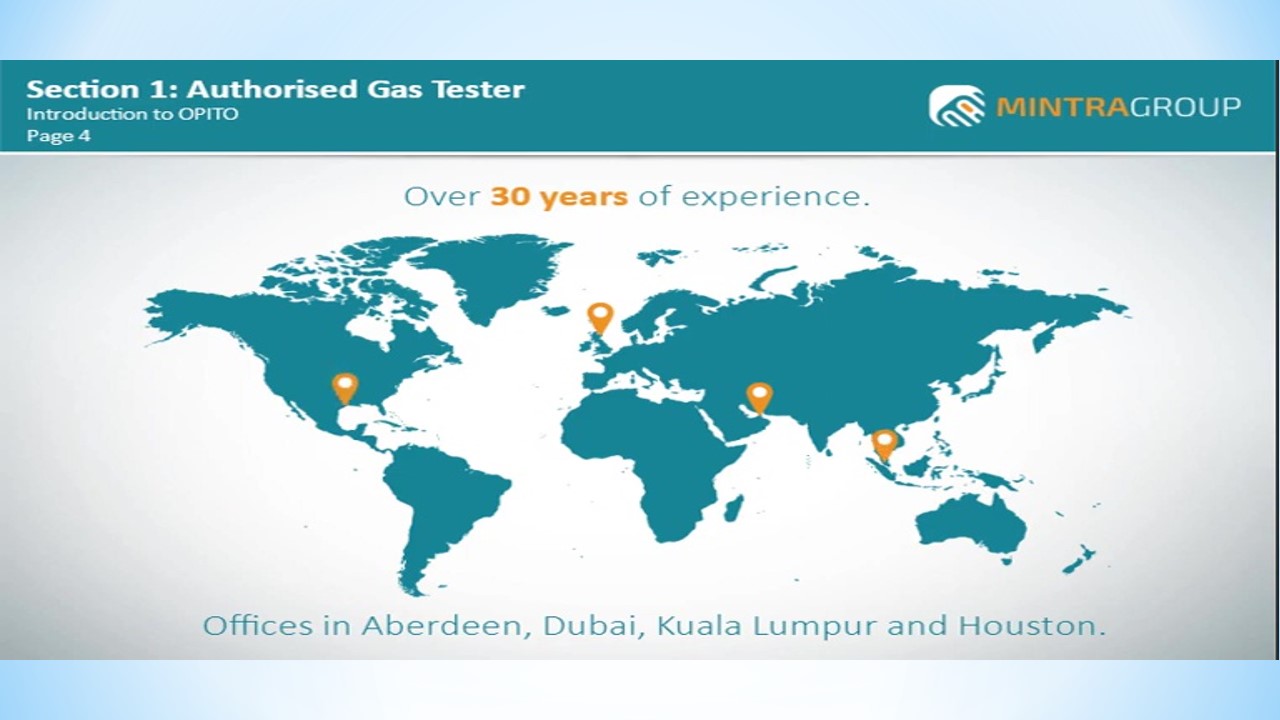 Section 1: Authorised Gas Tester
Introduction to OPITO
Page 4
MINTRAGROUP
Over 30 years of experience.
Offices in Aberdeen, Dubai, Kuala Lumpur and Houston.